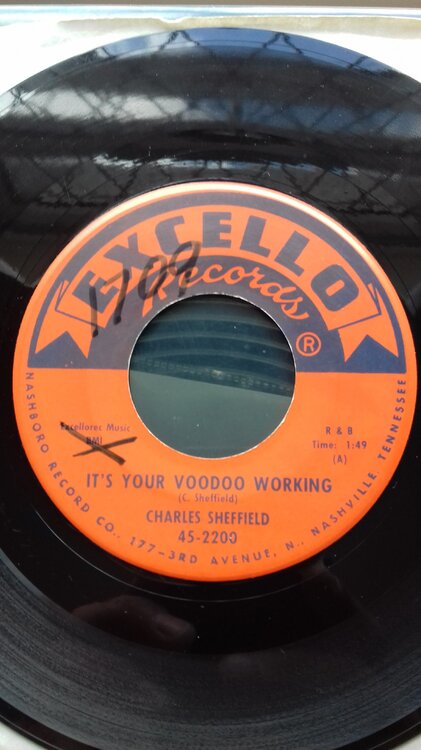 EXCELLO
Records
®
1709
Excellorec Music
BMI
R & B
Time: 1:49
(A)
IT'S YOUR VOODOO WORKING
(C. Sheffield)
CHARLES SHEFFIELD
45-2200
NASHBORO RECORD CO., 177-3RD AVENUE, N., NASHVILLE TENNESSEE